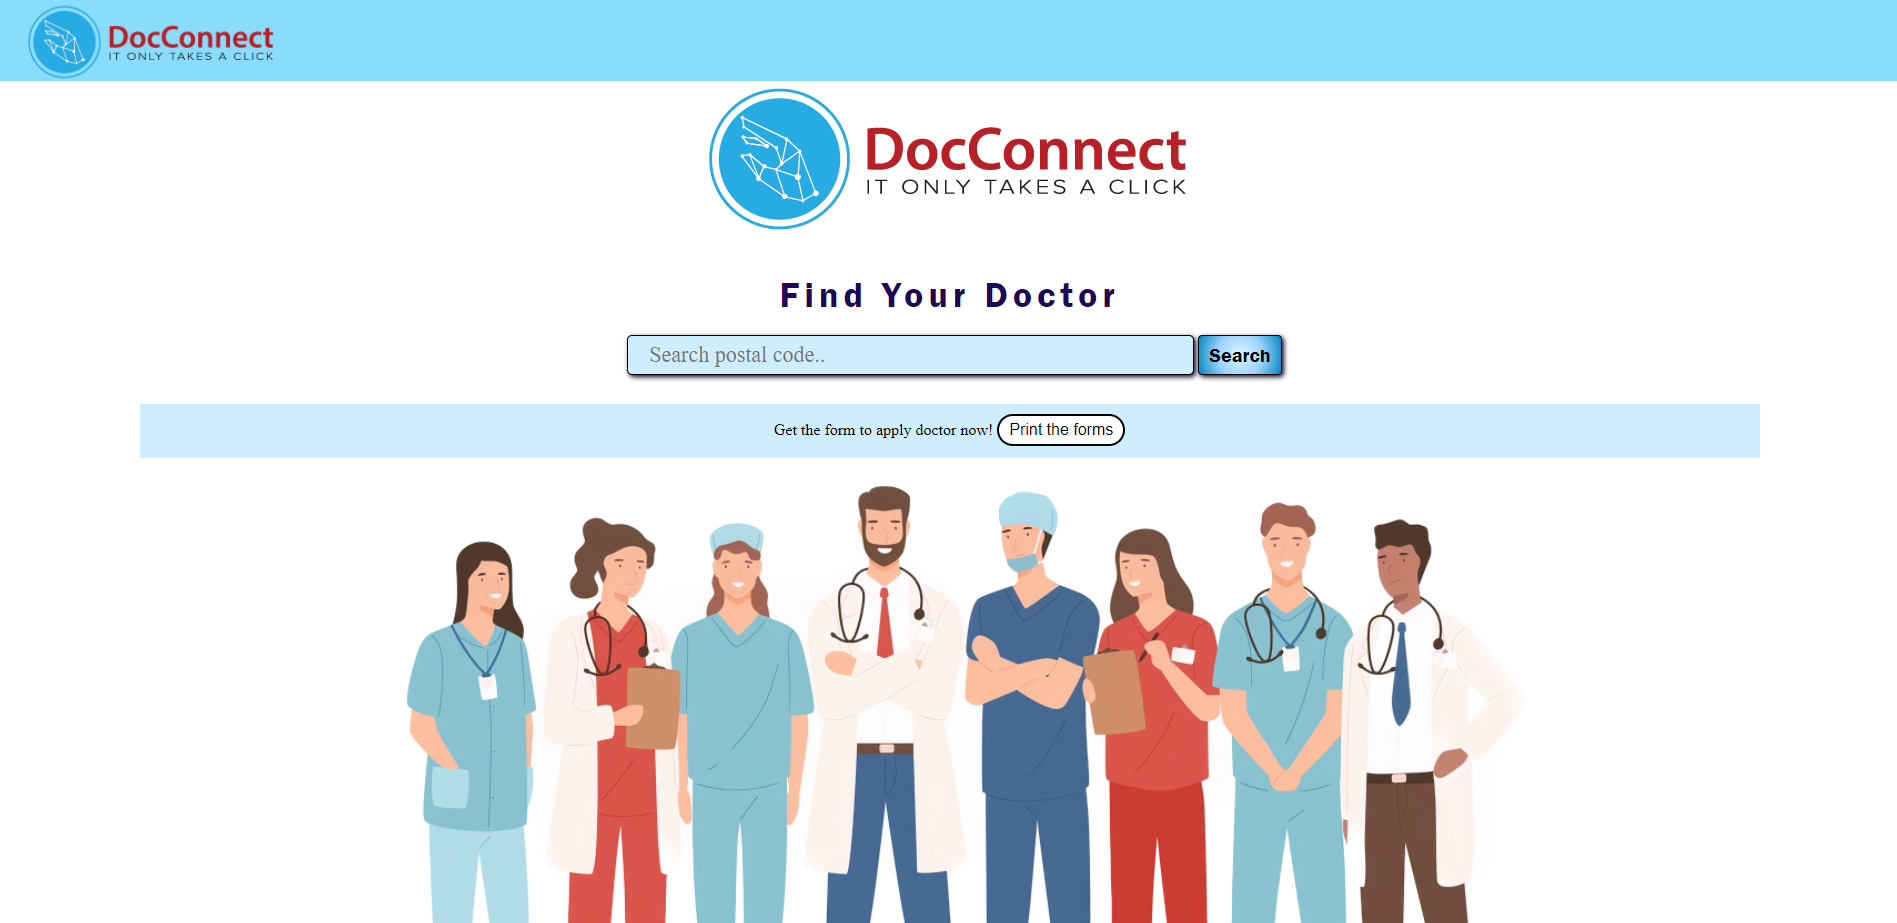 DocConnect
IT ONLY TAKES A CLICK
DocConnect
IT ONLY TAKES A CLICK
Find Your Doctor
Search postal code..
Search
Get the form to apply doctor now! Print the forms